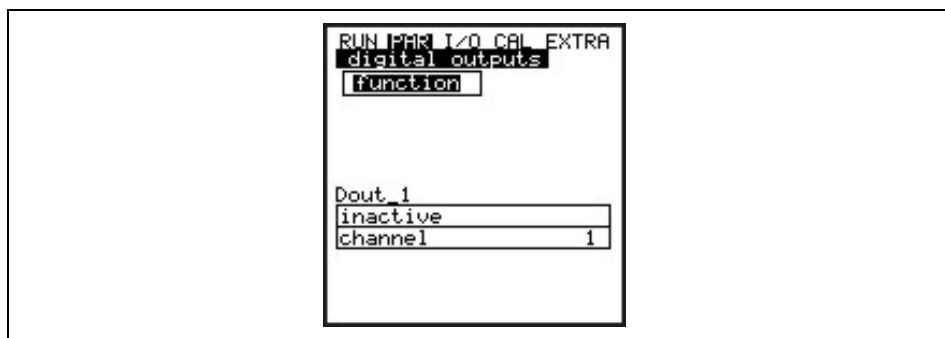 RUN PAR I/O CAL EXTRA
digital outputs
function
Dout_1
inactive
channel 1